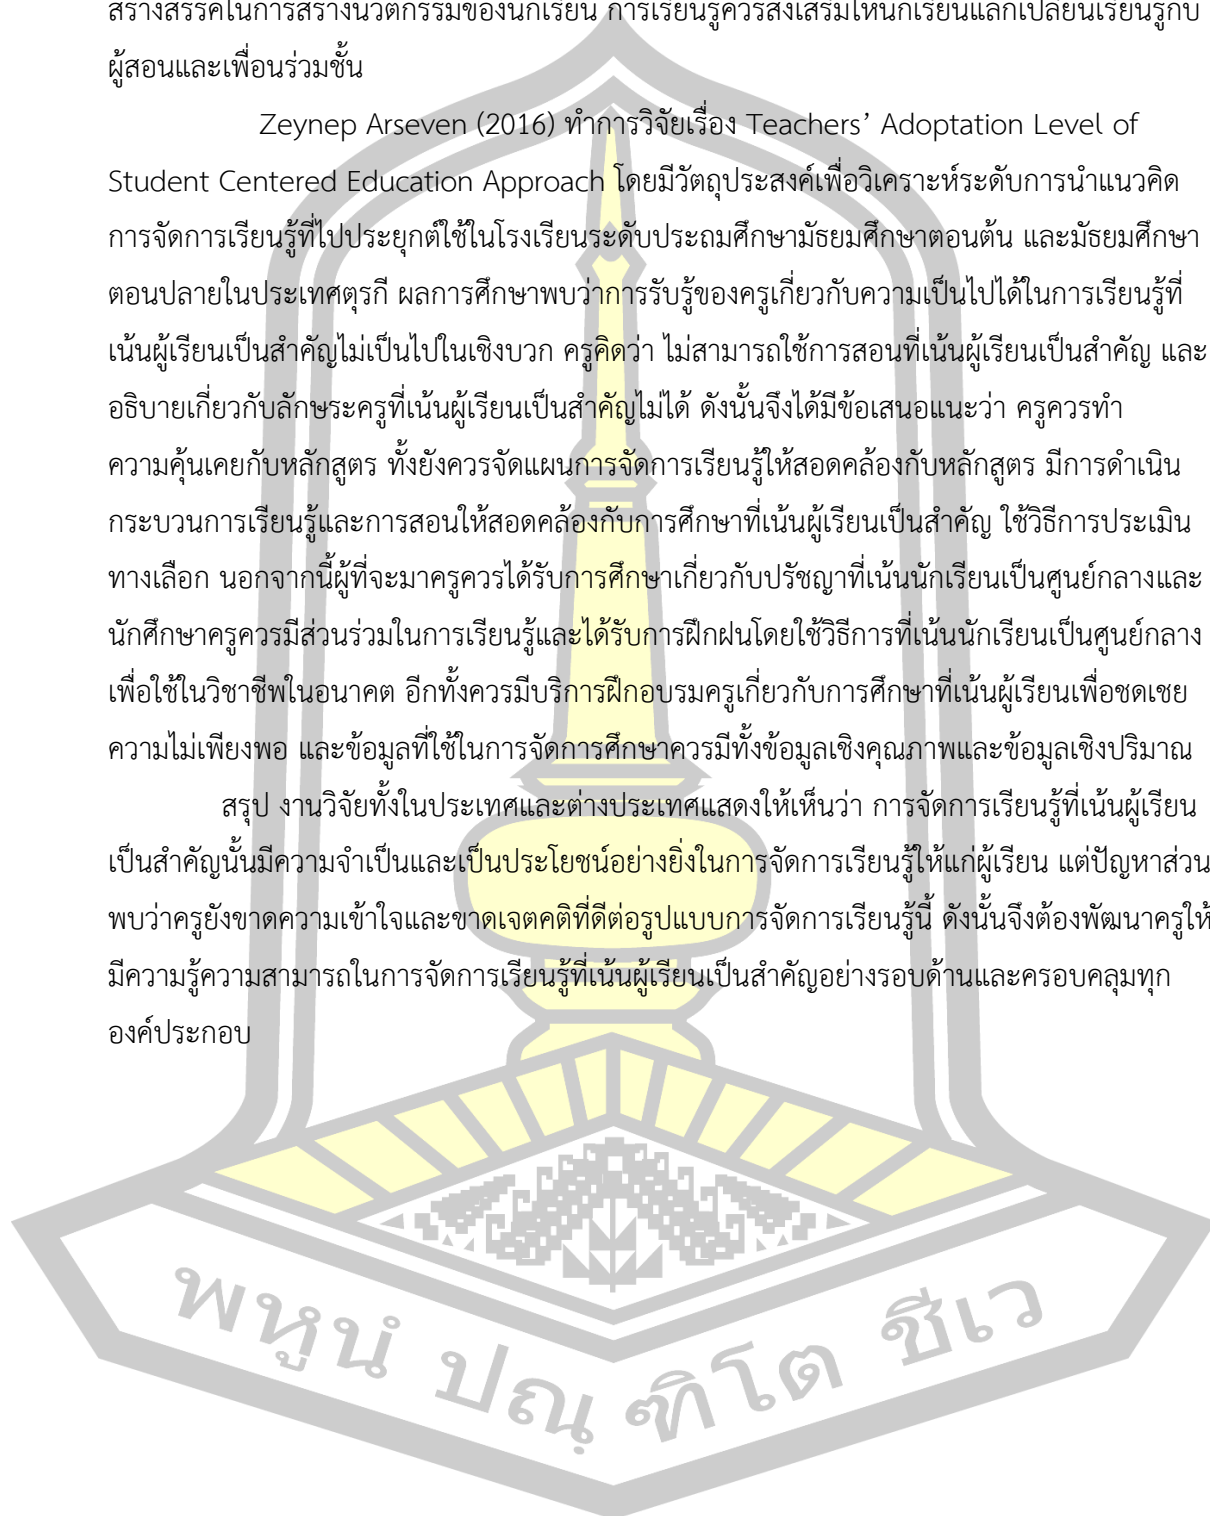 สร้างสรรค์ในการสร้างนวัตกรรมของนักเรียน การเรียนรู้ควรส่งเสริมให้นักเรียนแลกเปลี่ยนเรียนรู้กับ
ผู้สอนและเพื่อนร่วมชั้น
Zeynep Arseven (2016) ทำการวิจัยเรื่อง Teachers’ Adoptation Level of
Student Centered Education Approach โดยมีวัตถุประสงค์เพื่อวิเคราะห์ระดับการนำแนวคิด
การจัดการเรียนรู้ที่ไปประยุกต์ใช้ในโรงเรียนระดับประถมศึกษามัธยมศึกษาตอนต้น และมัธยมศึกษา
ตอนปลายในประเทศตุรกี ผลการศึกษาพบว่าการรับรู้ของครูเกี่ยวกับความเป็นไปได้ในการเรียนรู้ที่
เน้นผู้เรียนเป็นสำคัญไม่เป็นไปในเชิงบวก ครูคิดว่า ไม่สามารถใช้การสอนที่เน้นผู้เรียนเป็นสำคัญ และ
อธิบายเกี่ยวกับลักษระครูที่เน้นผู้เรียนเป็นสำคัญไม่ได้ ดังนั้นจึงได้มีข้อเสนอแนะว่า ครูควรทำ
ความคุ้นเคยกับหลักสูตร ทั้งยังควรจัดแผนการจัดการเรียนรู้ให้สอดคล้องกับหลักสูตร มีการดำเนิน
กระบวนการเรียนรู้และการสอนให้สอดคล้องกับการศึกษาที่เน้นผู้เรียนเป็นสำคัญ ใช้วิธีการประเมิน
ทางเลือก นอกจากนี้ผู้ที่จะมาครูควรได้รับการศึกษาเกี่ยวกับปรัชญาที่เน้นนักเรียนเป็นศูนย์กลางและ
นักศึกษาครูควรมีส่วนร่วมในการเรียนรู้และได้รับการฝึกฝนโดยใช้วิธีการที่เน้นนักเรียนเป็นศูนย์กลาง
เพื่อใช้ในวิชาชีพในอนาคต อีกทั้งควรมีบริการฝึกอบรมครูเกี่ยวกับการศึกษาที่เน้นผู้เรียนเพื่อชดเชย
ความไม่เพียงพอ และข้อมูลที่ใช้ในการจัดการศึกษาควรมีทั้งข้อมูลเชิงคุณภาพและข้อมูลเชิงปริมาณ
สรุป งานวิจัยทั้งในประเทศและต่างประเทศแสดงให้เห็นว่า การจัดการเรียนรู้ที่เน้นผู้เรียน
เป็นสำคัญนั้นมีความจำเป็นและเป็นประโยชน์อย่างยิ่งในการจัดการเรียนรู้ให้แก่ผู้เรียน แต่ปัญหาส่วน
พบว่าครูยังขาดความเข้าใจและขาดเจตคติที่ดีต่อรูปแบบการจัดการเรียนรู้นี้ ดังนั้นจึงต้องพัฒนาครูให้
มีความรู้ความสามารถในการจัดการเรียนรู้ที่เน้นผู้เรียนเป็นสำคัญอย่างรอบด้านและครอบคลุมทุก
องค์ประกอบ
พหูนํ ปณฺ ฑิโต ชีเว